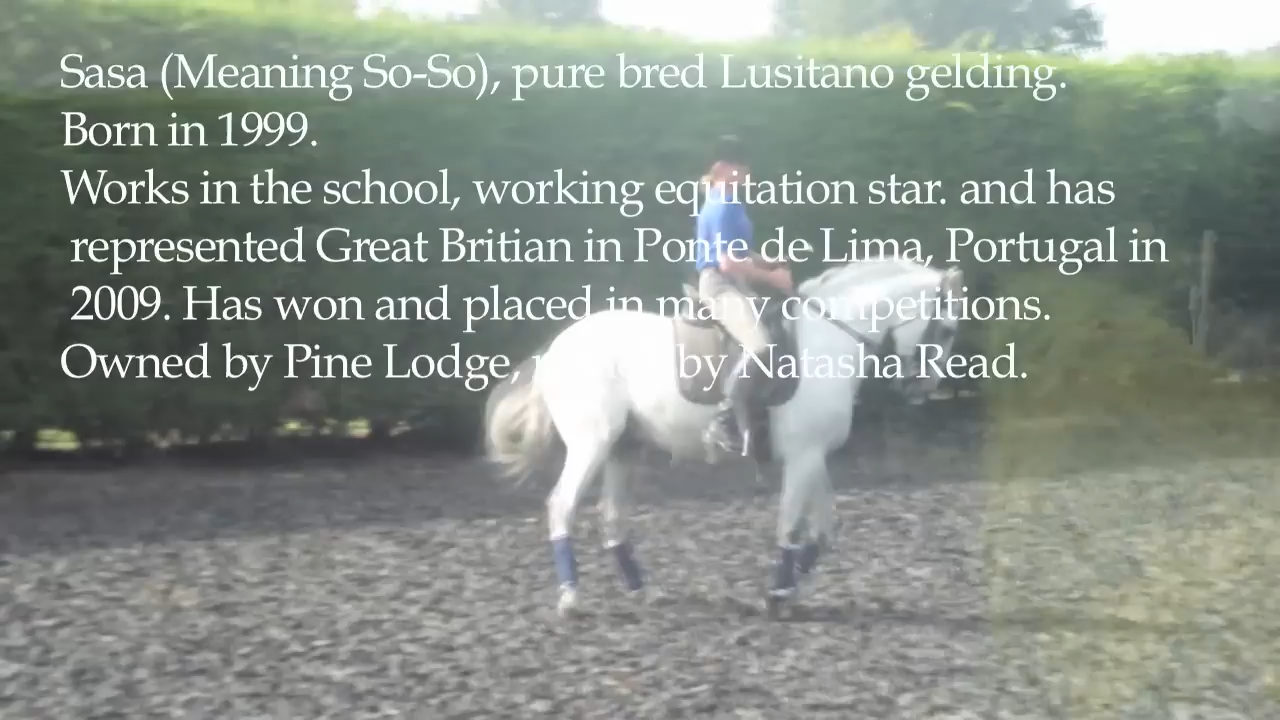 Sasa (Meaning So-So), pure bred Lusitano gelding.
Born in 1999.
Works in the school, working equitation star. and has
represented Great Britian in Ponte de Lima, Portugal in
2009. Has won and placed in many competitions.
Owned by Pine Lodge, by Natasha Read.